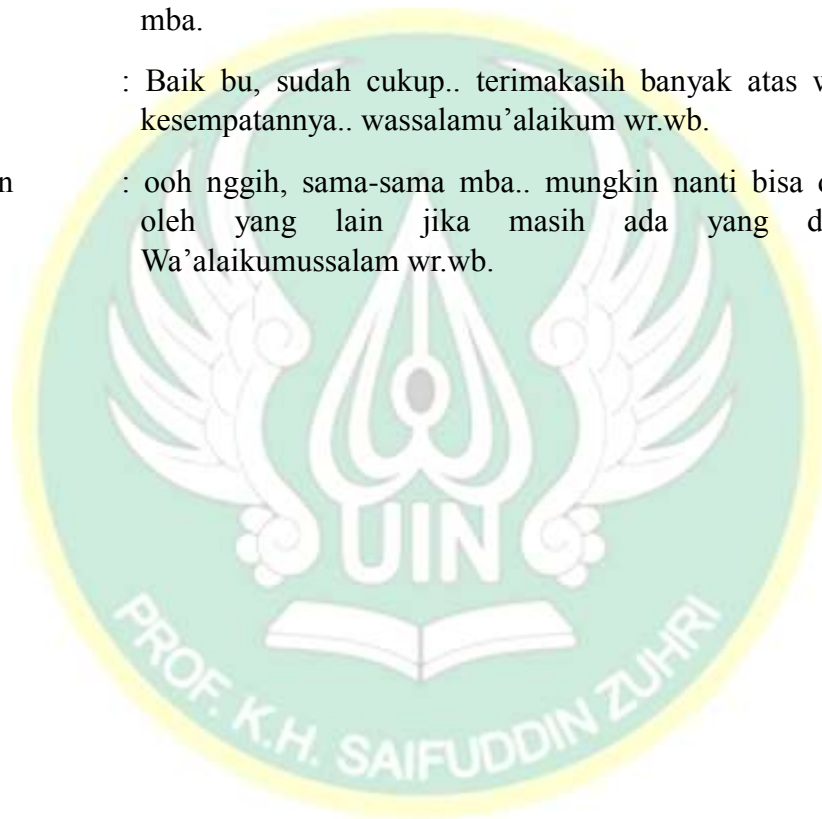 mba.
: Baik bu, sudah cukup.. terimakasih banyak atas
kesempatannya.. wassalamu’alaikum wr.wb.
: ooh nggih, sama-sama mba.. mungkin nanti bisa
oleh yang lain jika masih ada yang
Wa’alaikumussalam wr.wb.
UIN
PROF. K.H. SAIFUDDIN ZUHRI